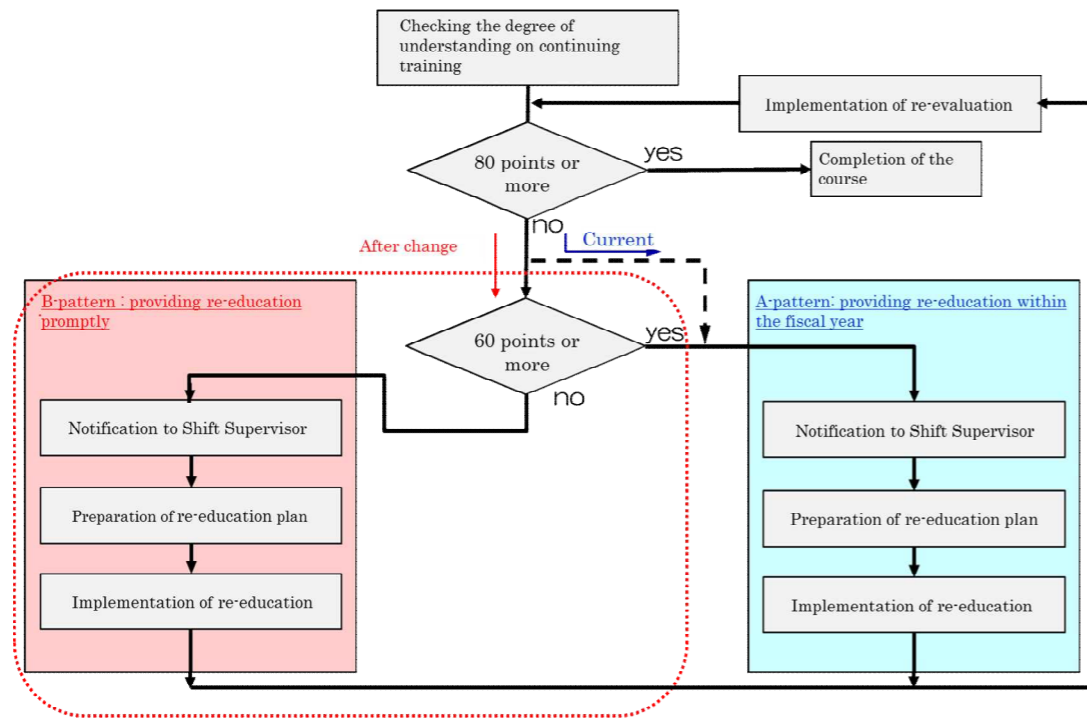 Checking the degree of
understanding on continuing
training
Implementation of re-evaluation
80 points or
more
yes
Completion of the
course
no
After change
Current
B-pattern : providing re-education
promptly
60 points or
more
yes
no
A-pattern: providing re-education within
the fiscal year
Notification to Shift Supervisor
Preparation of re-education plan
Implementation of re-education
Notification to Shift Supervisor
Preparation of re-education plan
Implementation of re-education